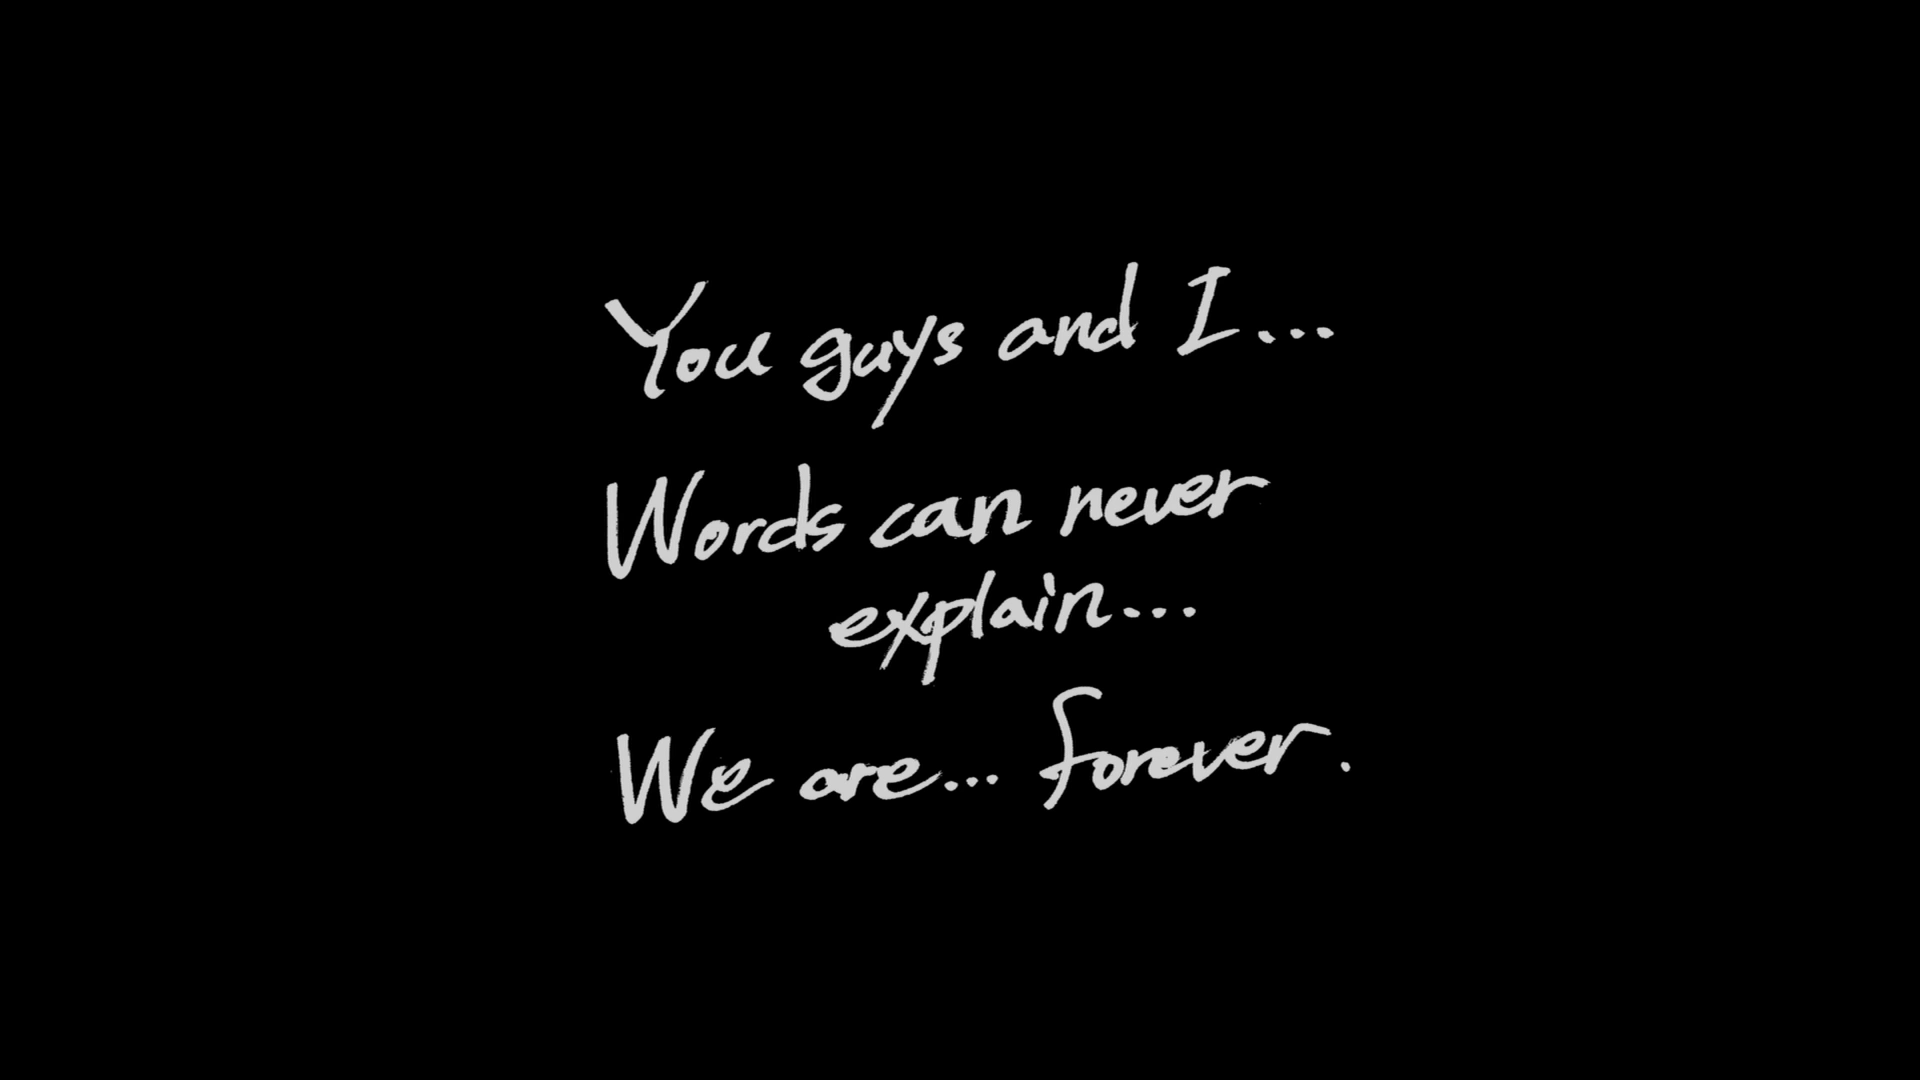 You guys and I...
Words can never
explain...
We are... forever.